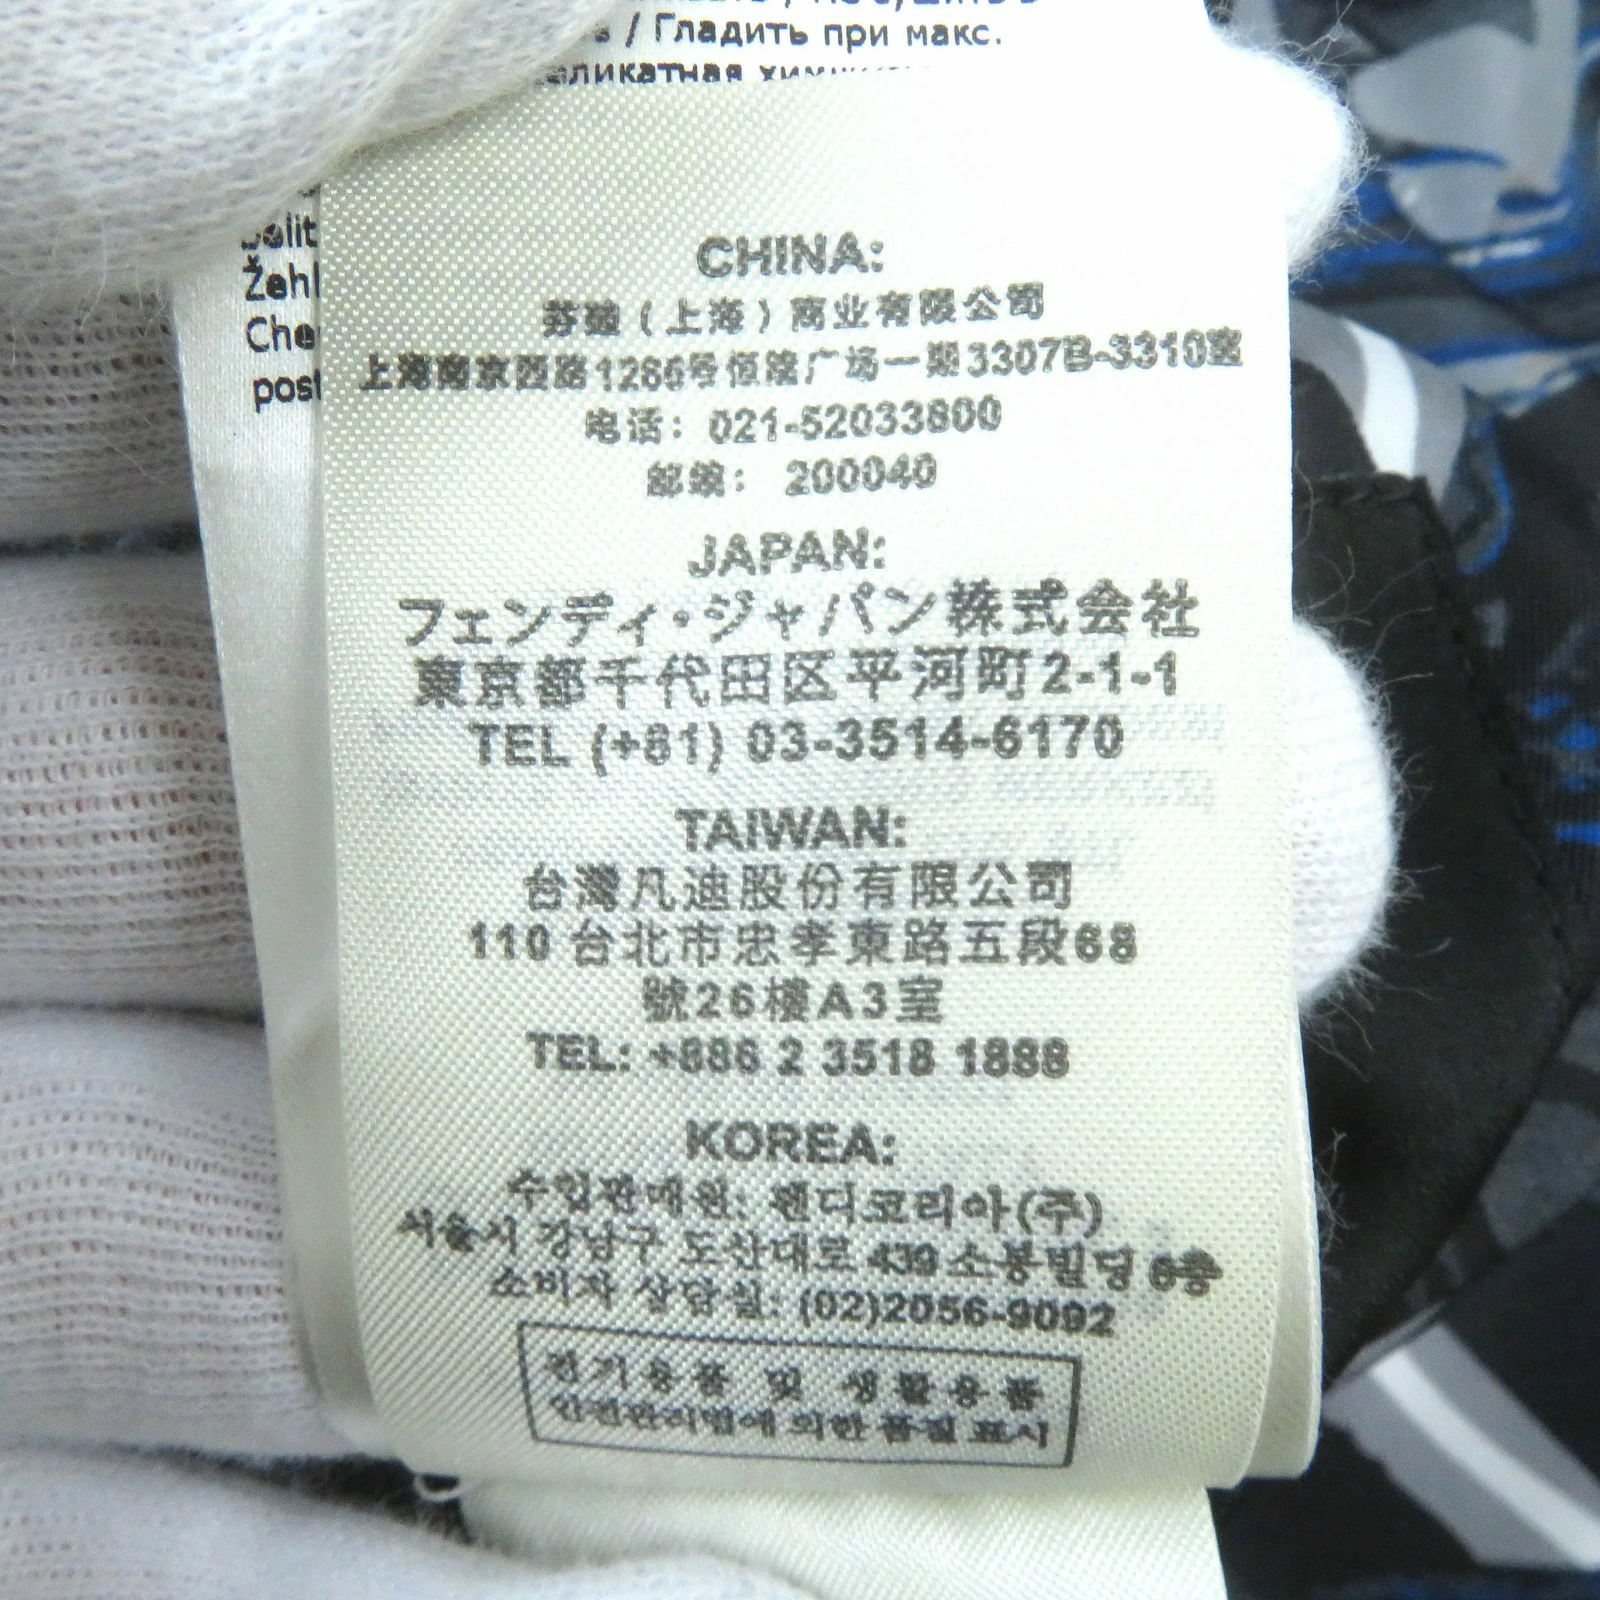 / Гладить при макс.
Žehl
Che
post
CHINA:
芬迪（上海）商业有限公司
上海南京西路1266号恒隆广场一期3307B-3310室
电话： 021-52033800
邮编： 200040
JAPAN:
フェンディ・ジャパン株式会社
東京都千代田区平河町2-1-1
TEL (+81) 03-3514-6170
TAIWAN:
台灣凡迪股份有限公司
110 台北市忠孝東路五段68
號26樓A3室
TEL: +886 2 3518 1888
KOREA:
수입판매원: 펜디코리아(주)
서울시 강남구 도산대로 439 소봉빌딩 6층
소비자 상담실: (02)2056-9092
전기용품 및 생활용품
안전관리법에 의한 품질표시